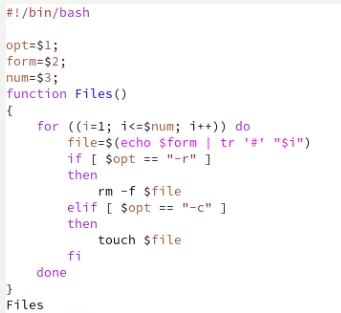 #!/bin/bash

opt=$1;
form=$2;
num=$3;
function Files()
{
    for ((i=1; i<=$num; i++)) do
        file=$(echo $form | tr '#' "$i")
        if [ $opt == "-r" ]
        then
            rm -f $file
        elif [ $opt == "-c" ]
        then
            touch $file
        fi
    done
}
Files